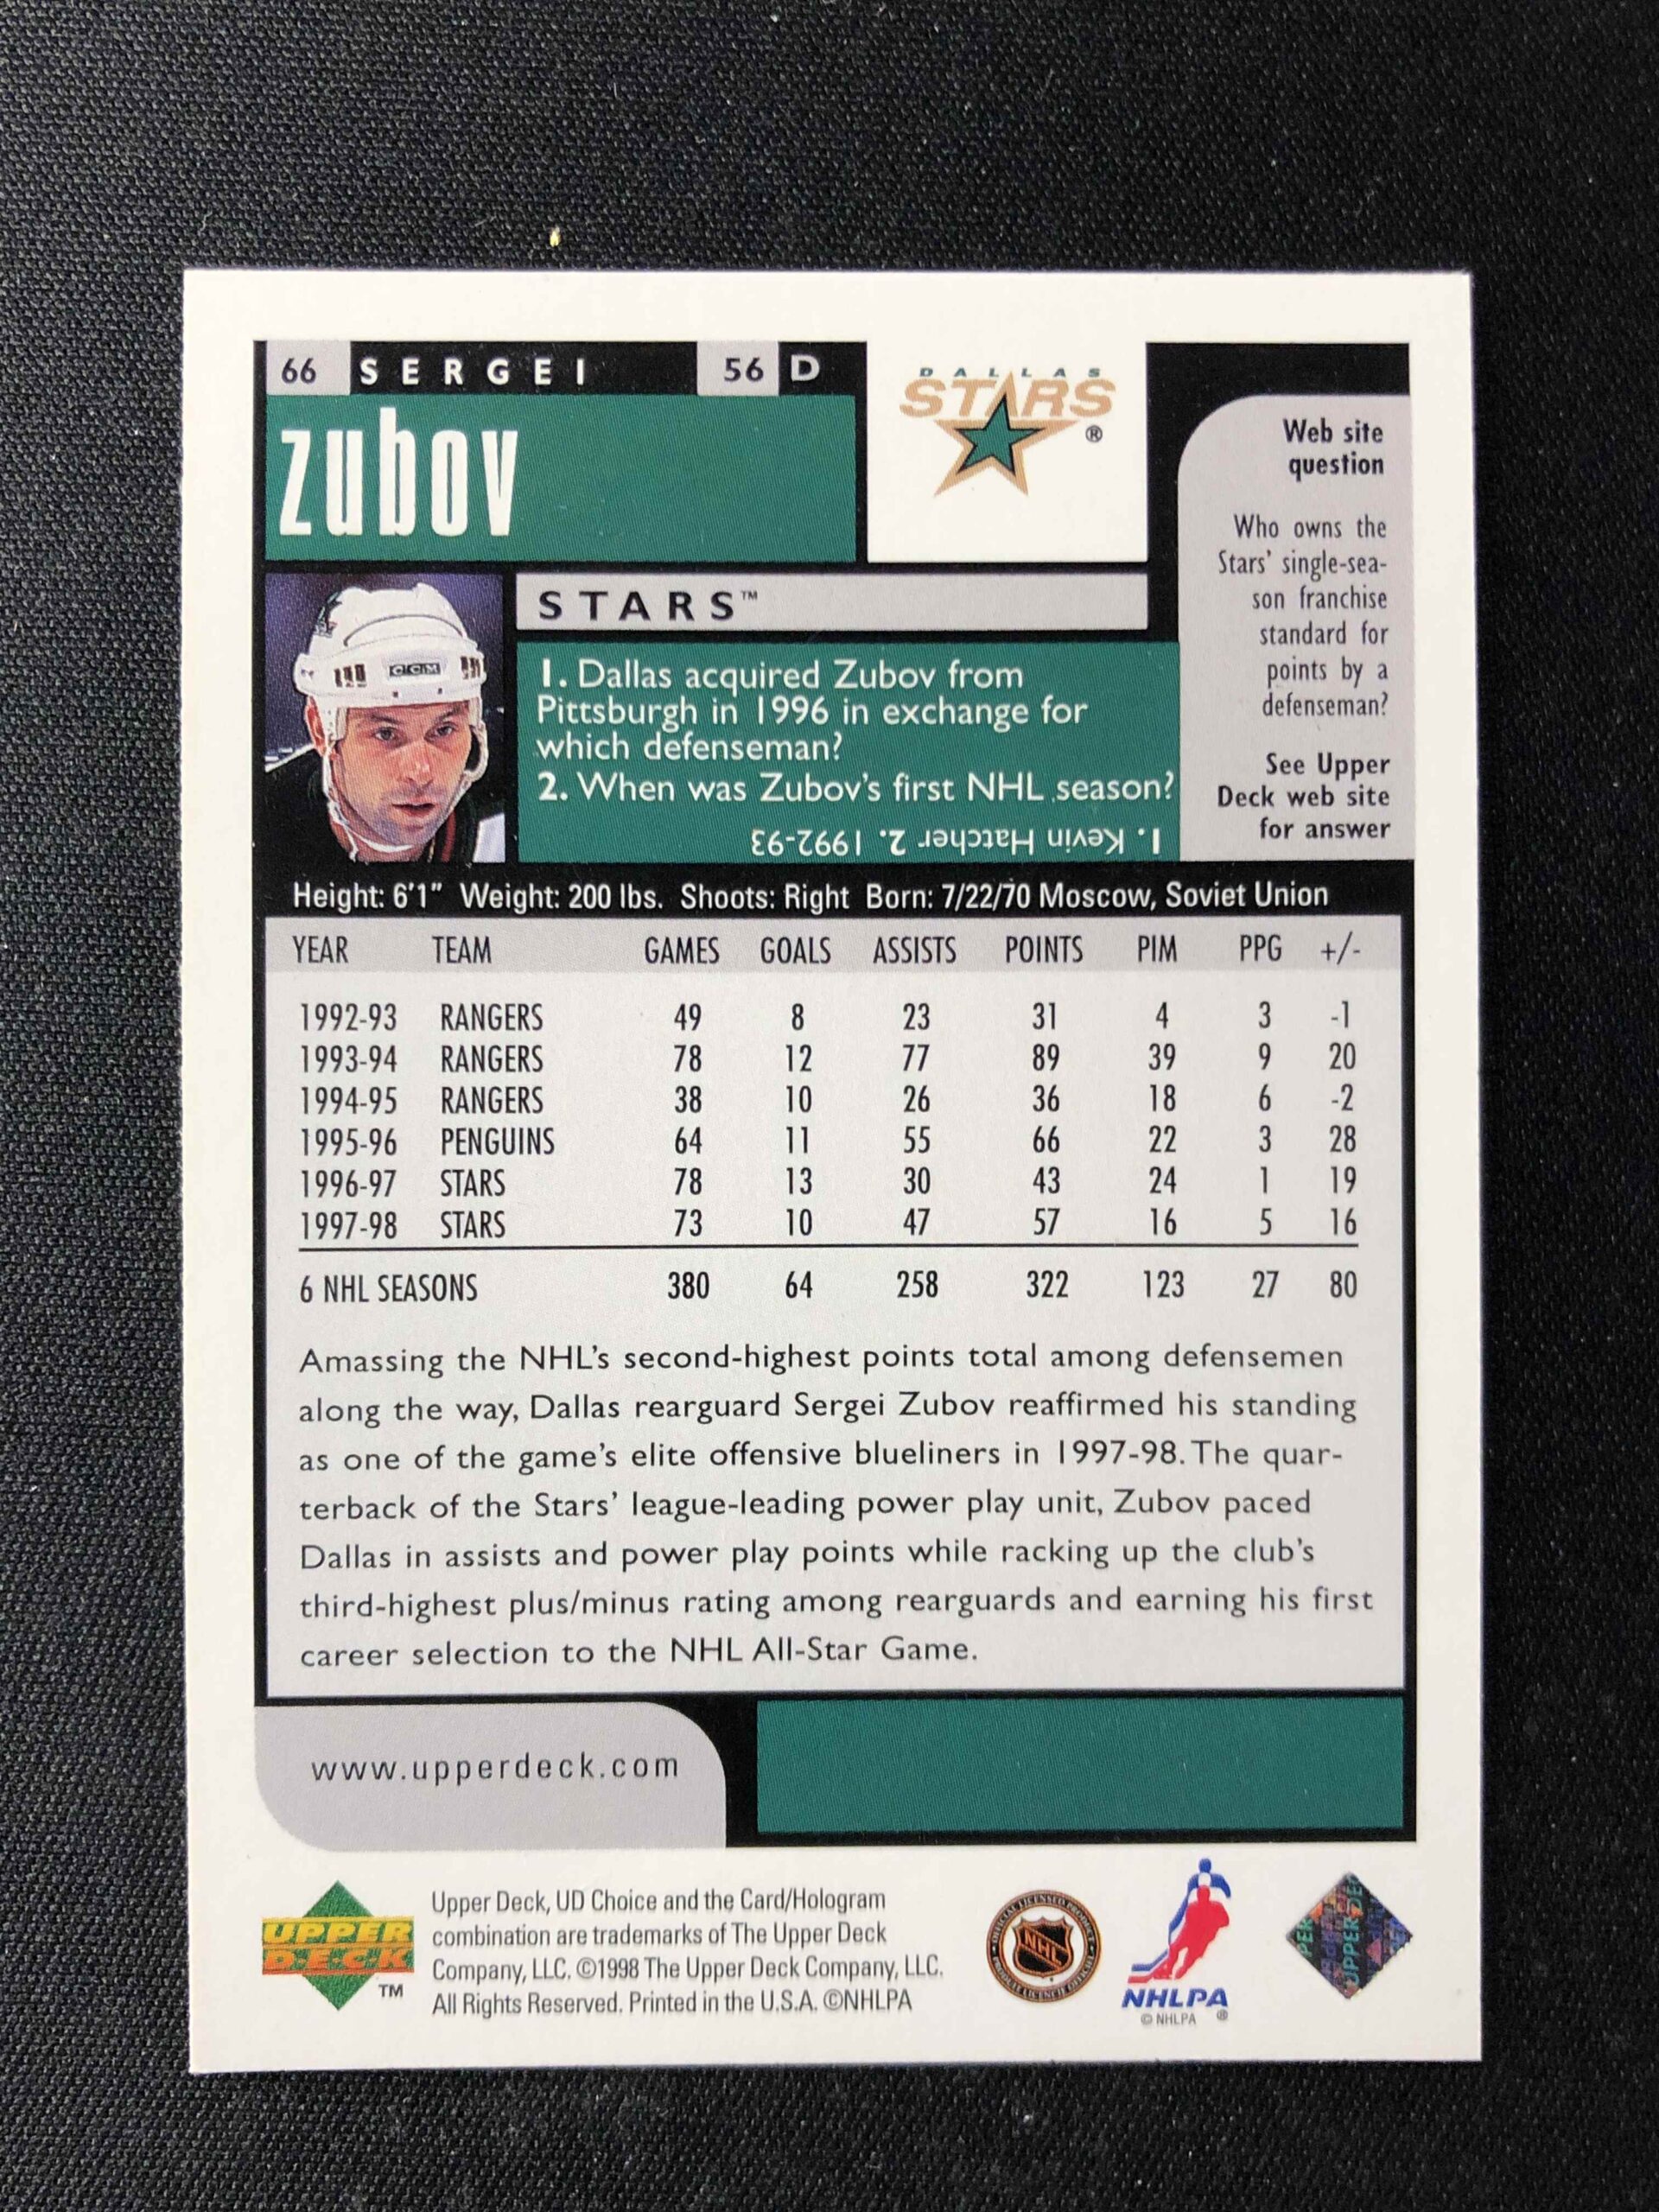 66 SERGEI 56 D
zubov
DALLAS
STARS
®
Web site
question
Who owns the
Stars' single-sea-
son franchise
standard for
points by a
defenseman?
See Upper
Deck web site
for answer
CCM
STARS™
1. Dallas acquired Zubov from
Pittsburgh in 1996 in exchange for
which defenseman?
2. When was Zubov's first NHL season?
1. Kevin Hatcher 2. 1992-93
Height: 6'1" Weight: 200 lbs. Shoots: Right Born: 7/22/70 Moscow, Soviet Union
YEAR TEAM GAMES GOALS ASSISTS POINTS PIM PPG +/-
1992-93 RANGERS 49 8 23 31 4 3 -1
1993-94 RANGERS 78 12 77 89 39 9 20
1994-95 RANGERS 38 10 26 36 18 6 -2
1995-96 PENGUINS 64 11 55 66 22 3 28
1996-97 STARS 78 13 30 43 24 1 19
1997-98 STARS 73 10 47 57 16 5 16
6 NHL SEASONS 380 64 258 322 123 27 80
Amassing the NHL's second-highest points total among defensemen
along the way, Dallas rearguard Sergei Zubov reaffirmed his standing
as one of the game's elite offensive blueliners in 1997-98. The quar-
terback of the Stars' league-leading power play unit, Zubov paced
Dallas in assists and power play points while racking up the club's
third-highest plus/minus rating among rearguards and earning his first
career selection to the NHL All-Star Game.
www.upperdeck.com
UPPER
DECK
™
Upper Deck, UD Choice and the Card/Hologram
combination are trademarks of The Upper Deck
Company, LLC. ©1998 The Upper Deck Company, LLC.
All Rights Reserved. Printed in the U.S.A. ©NHLPA
NHL
NHLPA
© NHLPA ®
UPPER DE